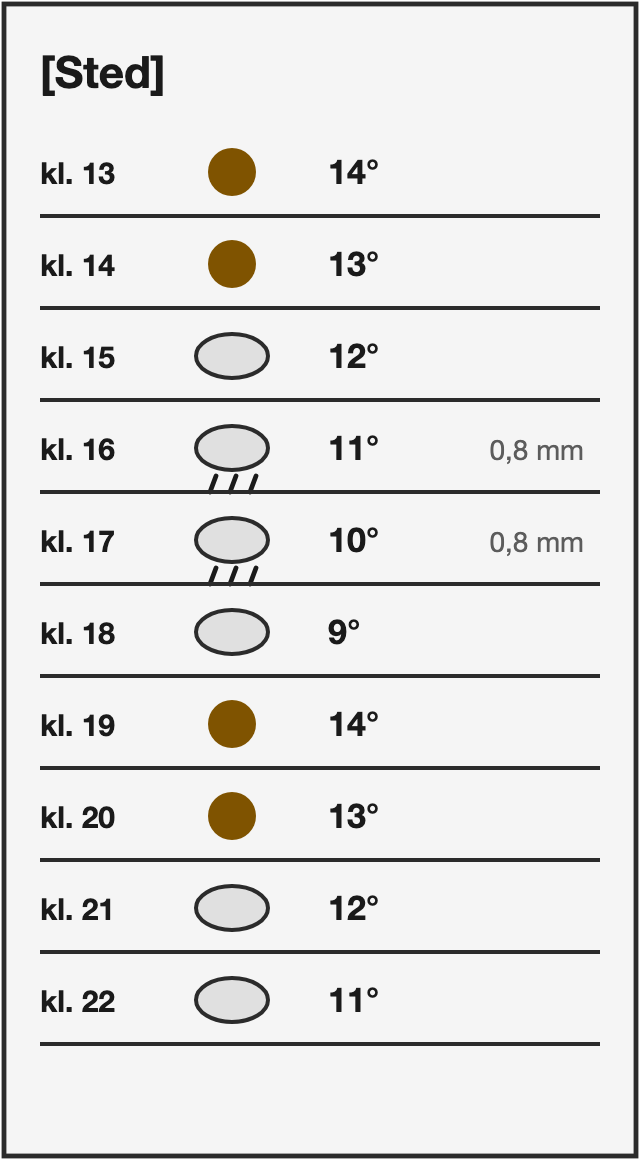 [Sted]
kl. 13 14°
kl. 14 13°
kl. 15 12°
kl. 16 11° 0,8 mm
kl. 17 10° 0,8 mm
kl. 18 9°
kl. 19 14°
kl. 20 13°
kl. 21 12°
kl. 22 11°